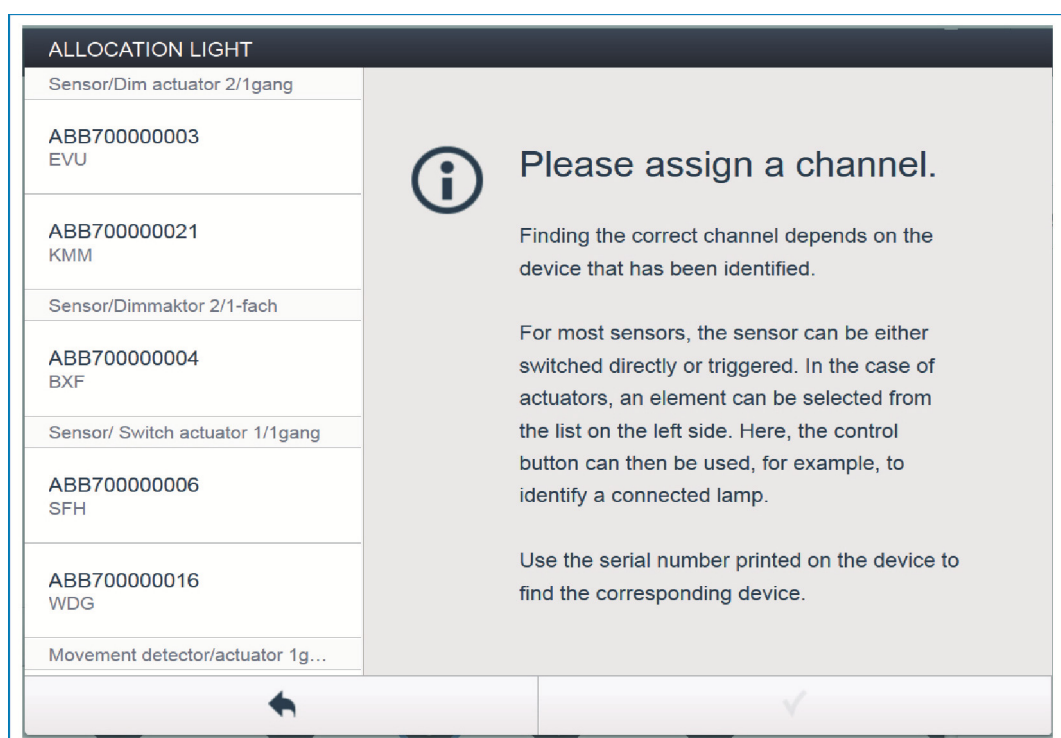 ALLOCATION LIGHT
Sensor/Dim actuator 2/1gang
ABB700000003
EVU
ABB700000021
KMM
Sensor/Dimmaktor 2/1-fach
ABB700000004
BXF
Sensor/ Switch actuator 1/1gang
ABB700000006
SFH
ABB700000016
WDG
Movement detector/actuator 1g...
Please assign a channel.
Finding the correct channel depends on the
device that has been identified.
For most sensors, the sensor can be either
switched directly or triggered. In the case of
actuators, an element can be selected from
the list on the left side. Here, the control
button can then be used, for example, to
identify a connected lamp.
Use the serial number printed on the device to
find the corresponding device.